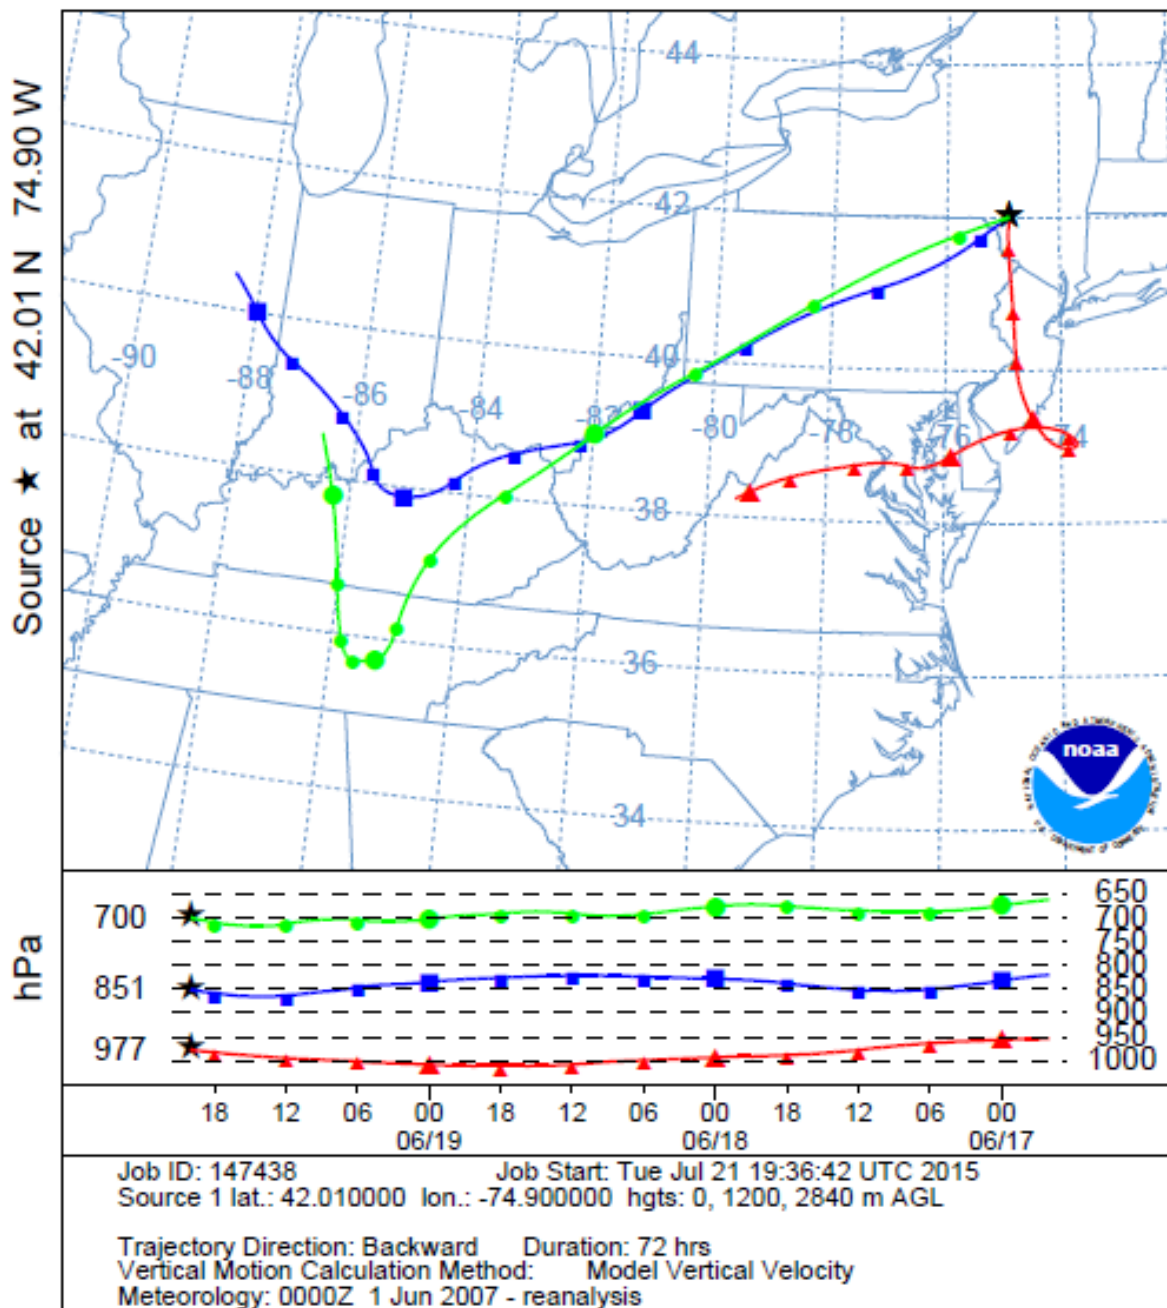 Source ★ at 42.01 N 74.90 W
44
42
-90
-88
-86
-84
-82
40
-80
-78
-76
-74
38
36
34
noaa
hPa
700
851
977
650
700
750
800
850
900
950
1000
18 12 06 00 18 12 06 00 18 12 06 00
06/19 06/18 06/17
Job ID: 147438 Job Start: Tue Jul 21 19:36:42 UTC 2015
Source 1 lat.: 42.010000 lon.: -74.900000 hgts: 0, 1200, 2840 m AGL
Trajectory Direction: Backward Duration: 72 hrs
Vertical Motion Calculation Method: Model Vertical Velocity
Meteorology: 0000Z 1 Jun 2007 - reanalysis